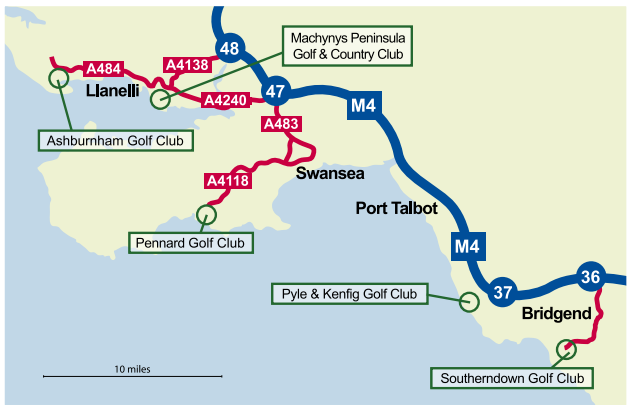 Machynys Peninsula
Golf & Country Club
48
A4138
A484
Llanelli
47
A4240
M4
A483
Ashburnham Golf Club
Swansea
A4118
Port Talbot
Pennard Golf Club
M4
36
Pyle & Kenfig Golf Club
37
Bridgend
10 miles
Southerndown Golf Club